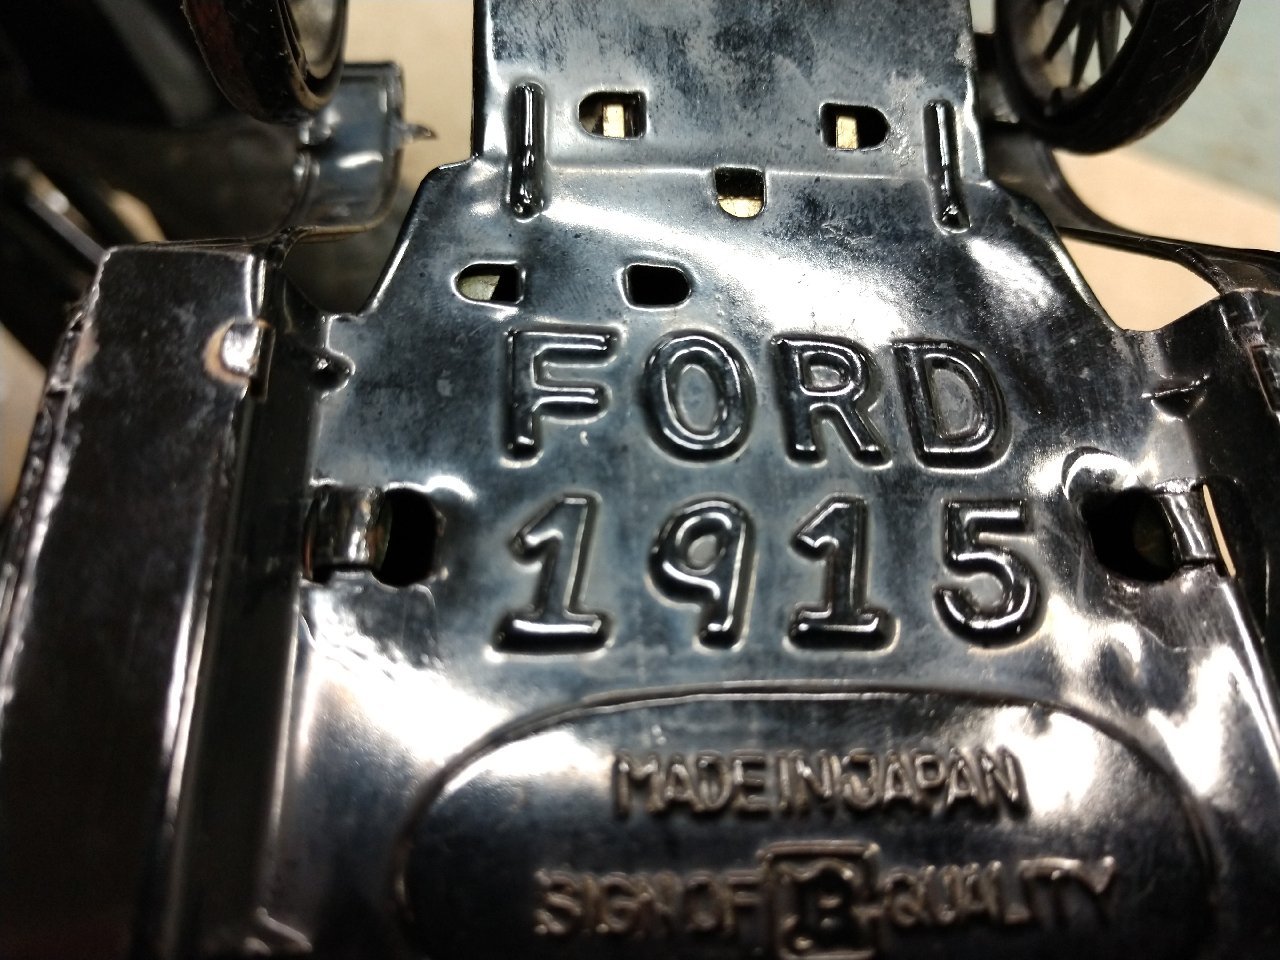 FORD
1915
MADE IN JAPAN
SIGN OF B QUALITY